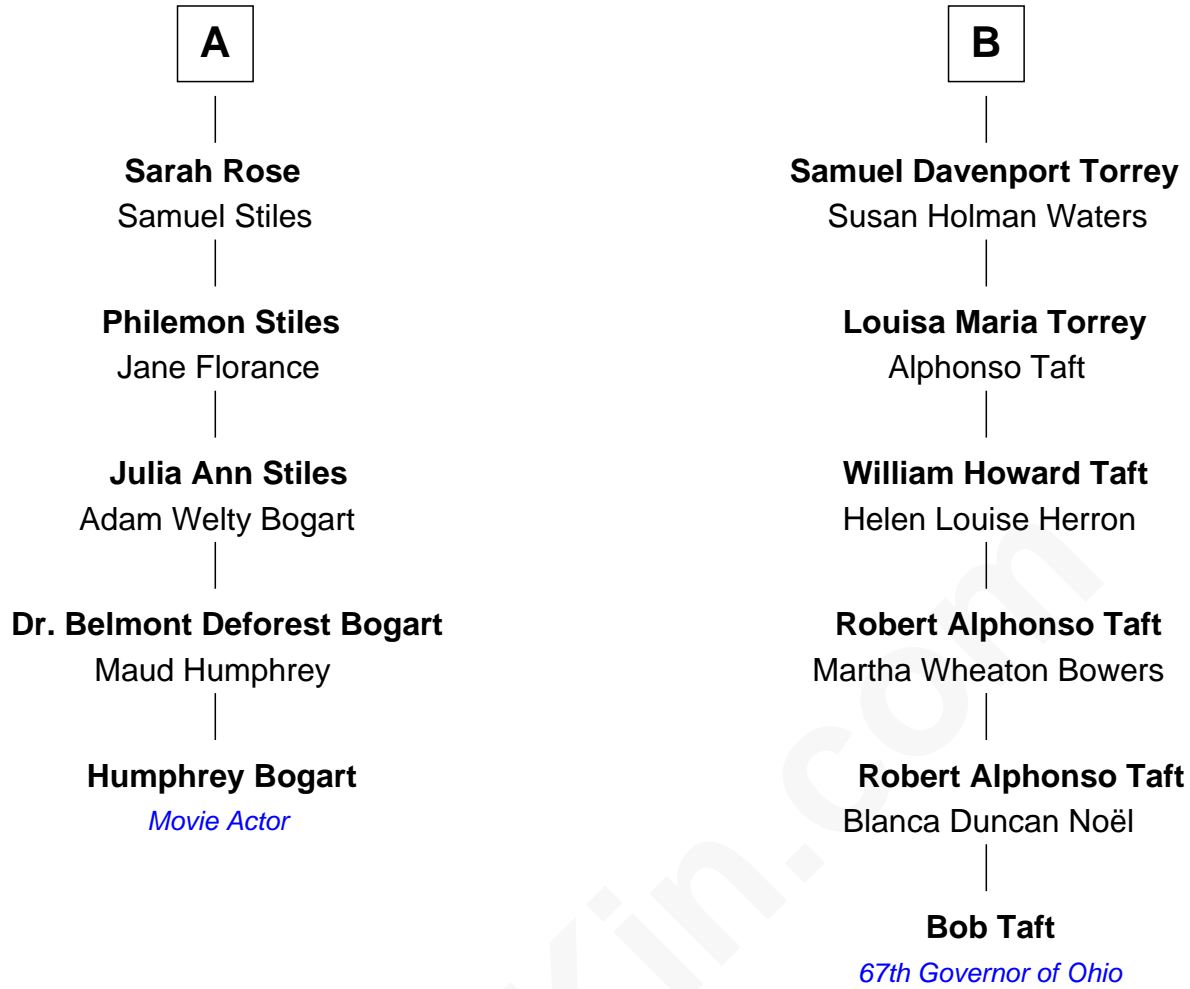 A
Sarah Rose
Samuel Stiles
Philemon Stiles
Jane Florance
Julia Ann Stiles
Adam Welty Bogart
Dr. Belmont Deforest Bogart
Maud Humphrey
Humphrey Bogart
Movie Actor
B
Samuel Davenport Torrey
Susan Holman Waters
Louisa Maria Torrey
Alphonso Taft
William Howard Taft
Helen Louise Herron
Robert Alphonso Taft
Martha Wheaton Bowers
Robert Alphonso Taft
Blanca Duncan Noël
Bob Taft
67th Governor of Ohio